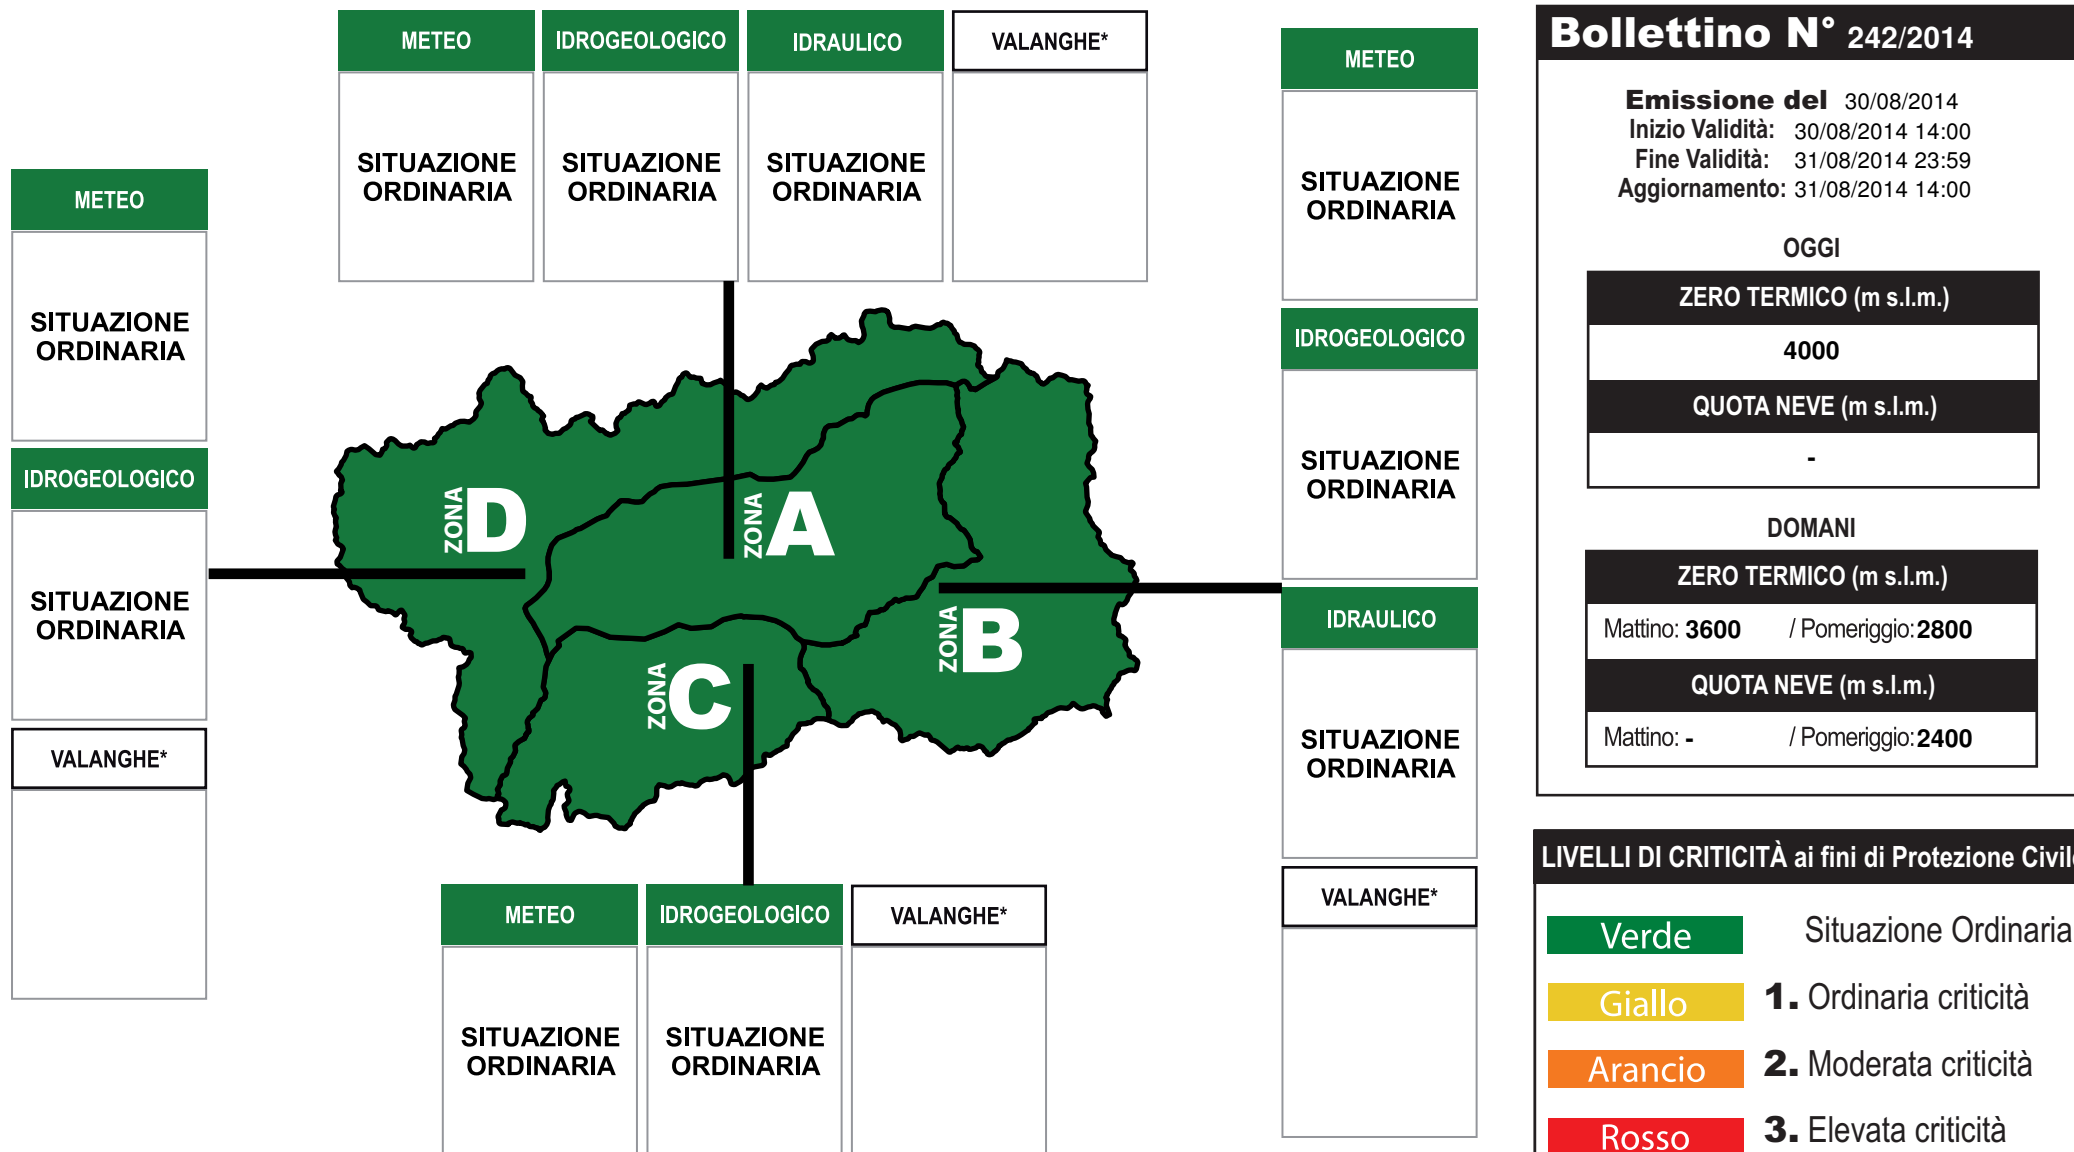 METEO
IDROGEOLOGICO
IDRAULICO
VALANGHE*
SITUAZIONE
ORDINARIA
SITUAZIONE
ORDINARIA
SITUAZIONE
ORDINARIA
METEO
SITUAZIONE
ORDINARIA
IDROGEOLOGICO
SITUAZIONE
ORDINARIA
VALANGHE*
ZONA D
ZONA A
ZONA B
ZONA C
METEO
SITUAZIONE
ORDINARIA
IDROGEOLOGICO
SITUAZIONE
ORDINARIA
IDRAULICO
SITUAZIONE
ORDINARIA
VALANGHE*
METEO
IDROGEOLOGICO
VALANGHE*
SITUAZIONE
ORDINARIA
SITUAZIONE
ORDINARIA
Bollettino N° 242/2014
Emissione del 30/08/2014
Inizio Validità: 30/08/2014 14:00
Fine Validità: 31/08/2014 23:59
Aggiornamento: 31/08/2014 14:00
OGGI
ZERO TERMICO (m s.l.m.)
4000
QUOTA NEVE (m s.l.m.)
-
DOMANI
ZERO TERMICO (m s.l.m.)
Mattino: 3600 / Pomeriggio: 2800
QUOTA NEVE (m s.l.m.)
Mattino: - / Pomeriggio: 2400
LIVELLI DI CRITICITÀ ai fini di Protezione Civile
Verde Situazione Ordinaria
Giallo 1. Ordinaria criticità
Arancio 2. Moderata criticità
Rosso 3. Elevata criticità